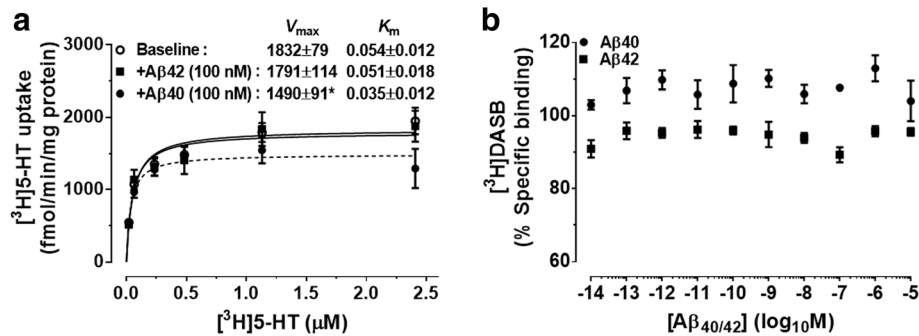 a
V max K m
Baseline : 1832±79 0.054±0.012
+Aβ42 (100 nM) : 1791±114 0.051±0.018
+Aβ40 (100 nM) : 1490±91* 0.035±0.012
[³H]5-HT uptake
(fmol/min/mg protein)
3000
2000
1000
0
0.0 0.5 1.0 1.5 2.0 2.5
[³H]5-HT (µM)
b
Aβ40
Aβ42
[³H]DASB
(% Specific binding)
120
100
80
60
-14 -13 -12 -11 -10 -9 -8 -7 -6 -5
[Aβ40/42] (log10M)